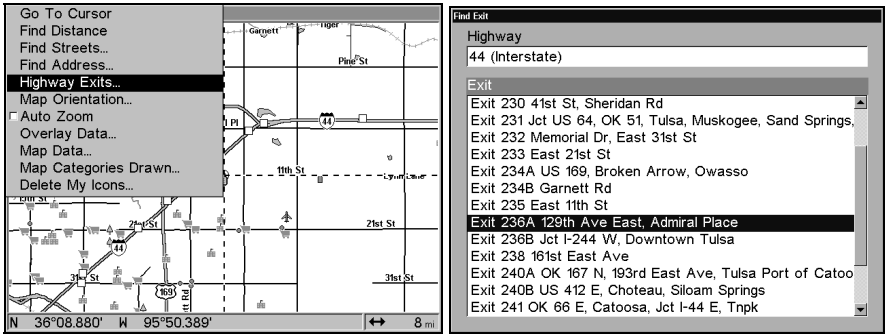 Go To Cursor
Find Distance
Find Streets...
Find Address...
Highway Exits...
Map Orientation...
Auto Zoom
Overlay Data...
Map Data...
Map Categories Drawn...
Delete My Icons...
Garnett
Tiger
Pine St
44
Pl
11th St
Lynn Lane
21st St
21st St
44
31st St
31st St
169
tt Rd
N 36°08.880' W 95°50.389'
8 mi
Find Exit
Highway
44 (Interstate)
Exit
Exit 230 41st St, Sheridan Rd
Exit 231 Jct US 64, OK 51, Tulsa, Muskogee, Sand Springs,
Exit 232 Memorial Dr, East 31st St
Exit 233 East 21st St
Exit 234A US 169, Broken Arrow, Owasso
Exit 234B Garnett Rd
Exit 235 East 11th St
Exit 236A 129th Ave East, Admiral Place
Exit 236B Jct I-244 W, Downtown Tulsa
Exit 238 161st East Ave
Exit 240A OK 167 N, 193rd East Ave, Tulsa Port of Catoo
Exit 240B US 412 E, Choteau, Siloam Springs
Exit 241 OK 66 E, Catoosa, Jct I-44 E, Tnpk